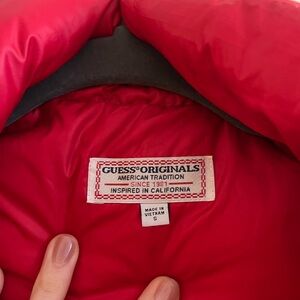 GUESS® ORIGINALS
AMERICAN TRADITION
SINCE 1981
INSPIRED IN CALIFORNIA
MADE IN
VIETNAM
S